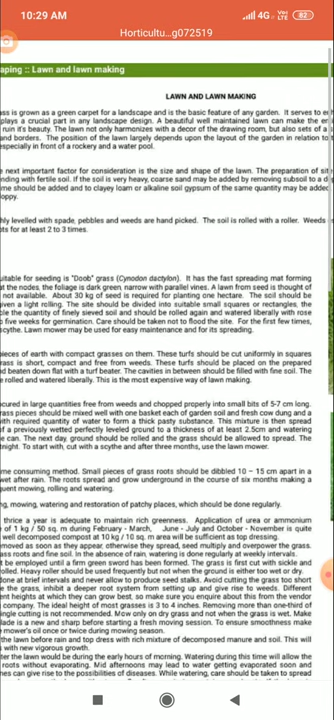 10:29 AM
4G VoLTE 82
Horticultu...g072519
aping :: Lawn and lawn making
LAWN AND LAWN MAKING
ass is grown as a green carpet for a landscape and is the basic feature of any garden. It serves to
plays a crucial part in any landscape design. A beautiful well maintained lawn can make the
ruin it's beauty. The lawn not only harmonizes with a decor of the drawing room, but also sets of a
and borders. The position of the lawn largely depends upon the layout of the garden in relation
especially in front of a rockery and a water pool.
next important factor for consideration is the size and shape of the lawn. The preparation of
nding with fertile soil. If the soil is very heavy, coarse sand may be added by removing subsoil to a
ime should be added and to clayey loam or alkaline soil gypsum of the same quantity may be added
oppy.
hly levelled with spade, pebbles and weeds are hand picked. The soil is rolled with a roller. Weeds
ots for at least 2 to 3 times.
uitable for seeding is "Doob" grass (Cynodon dactylon). It has the fast spreading mat forming
at the nodes, the foliage is dark green, narrow with parallel vines. A lawn from seed is thought of
not available. About 30 kg of seed is required for planting one hectare. The soil should be
iven a light rolling. The site should be divided into suitable small squares or rectangles, the
le the quantity of finely sieved soil and should be rolled again and watered liberally with rose
o five weeks for germination. Care should be taken not to flood the site. For the first few times,
scythe. Lawn mower may be used for easy maintenance and for its spreading.
pieces of earth with compact grasses on them. These turfs should be cut uniformly in squares
rass is short, compact and free from weeds. These turfs should be placed on the prepared
nd beaten down flat with a turf beater. The cavities in between should be filled with fine soil. The
e rolled and watered liberally. This is the most expensive way of lawn making.
ocured in large quantities free from weeds and chopped properly into small bits of 5-7 cm long.
rass pieces should be mixed well with one basket each of garden soil and fresh cow dung and a
ith required quantity of water to form a thick pasty substance. This mixture is then spread
of a previously wetted perfectly leveled ground to a thickness of at least 2.5cm and watering
e can. The next day, ground should be rolled and the grass should be allowed to spread. The
tnight. To start with, cut with a scythe and after three months, use the lawn mower.
me consuming method. Small pieces of grass roots should be dibbled 10 – 15 cm apart in a
wet after rain. The roots spread and grow underground in the course of six months making a
quent mowing, rolling and watering.
ng, mowing, watering and restoration of patchy places, which should be done regularly.
thrice a year is adequate to maintain rich greenness. Application of urea or ammonium
e of 1 kg / 50 sq. m during February - March, June - July and October - November is quite
well decomposed compost at 10 kg / 10 sq. m area will be sufficient as top dressing.
moved as soon as they appear, otherwise they spread, seed multiply and overpower the grass.
ass roots and fine soil. In the absence of rain, watering is done regularly at weekly intervals.
t be employed until a firm green sword has been formed. The grass is first cut with sickle and
olled. Heavy roller should be used frequently but not when the ground is either too wet or dry.
done at brief intervals and never allow to produce seed stalks. Avoid cutting the grass too short
the grass, inhibit a deeper root system from setting up and give rise to weeds. Different
ent heights at which they can grow best, so make sure you enquire about this from the vendor
company. The ideal height of most grasses is 3 to 4 inches. Removing more than one-third of
ingle cutting is not recommended. Mow only on dry grass and not when the grass is wet. Make
lade is a new and sharp before starting a fresh moving session. To ensure smoothness make
e mower's soil once or twice during mowing season.
the lawn before rain and top dress with rich mixture of decomposed manure and soil. This will
s with new vigorous growth.
ter the lawn would be during the early hours of morning. Watering during this time will allow the
roots without evaporating. Mid afternoons may lead to water getting evaporated soon and
nes can give rise to the possibilities of diseases. While watering, care should be taken to spread